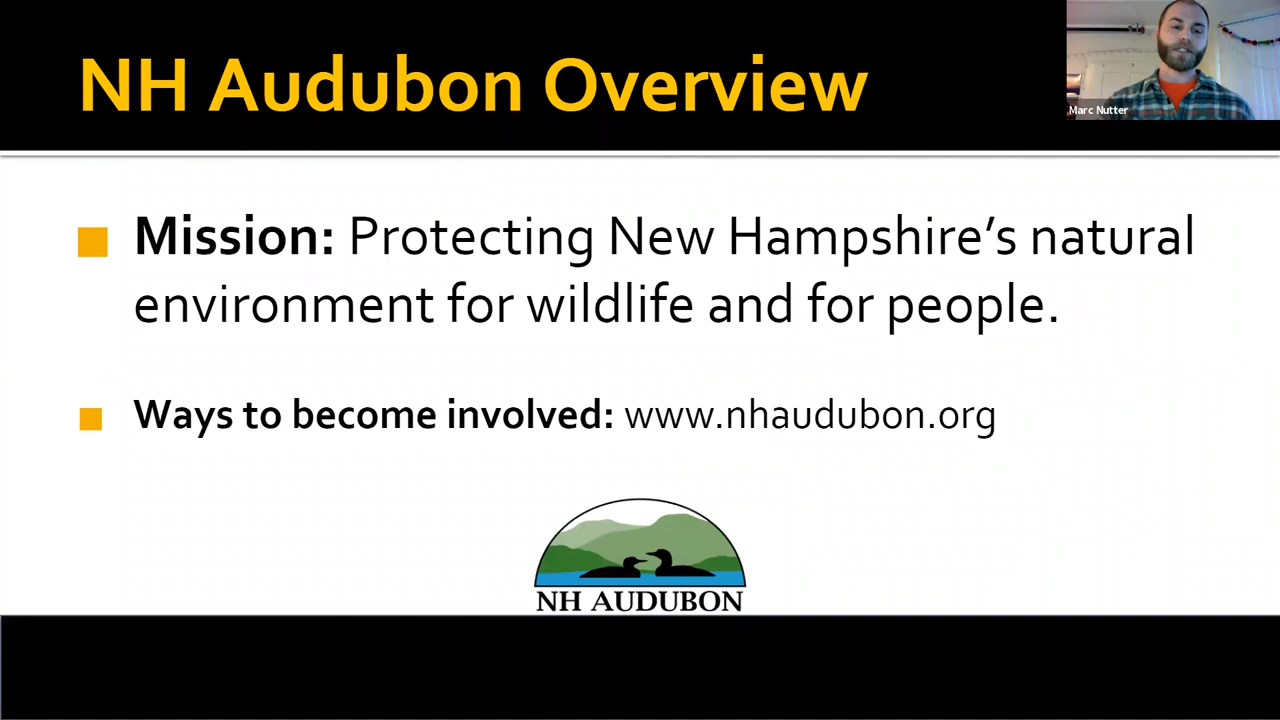 NH Audubon Overview
Marc Nutter
Mission: Protecting New Hampshire’s natural
environment for wildlife and for people.
Ways to become involved: www.nhaudubon.org
NH AUDUBON